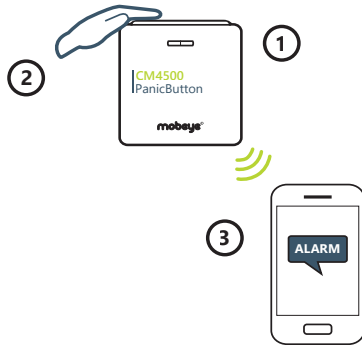 1
2
CM4500
PanicButton
mobeye®
3
ALARM